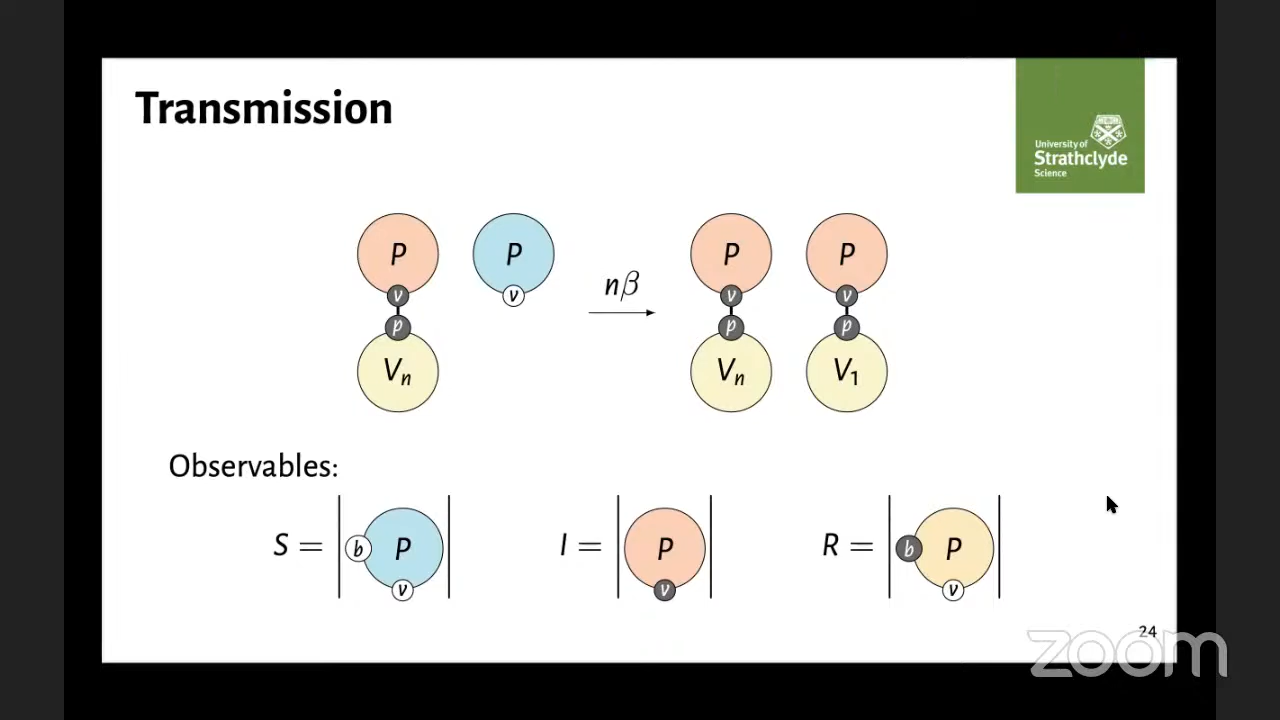 Transmission
University of
Strathclyde
Science
P P nβ P P
v v v v
p p p
Vₙ Vₙ V₁
Observables:
S = | b P v | I = | P v | R = | b P v |
24
zoom